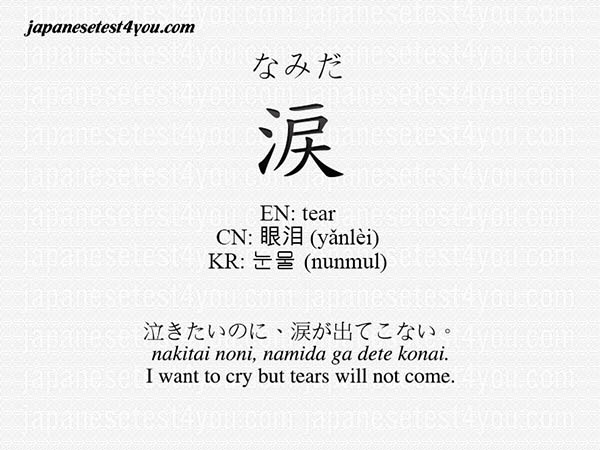 japanesetest4you.com
なみだ
涙
EN: tear
CN: 眼泪 (yǎnlèi)
KR: 눈물 (nunmul)
泣きたいのに、涙が出てこない。
nakitai noni, namida ga dete konai.
I want to cry but tears will not come.